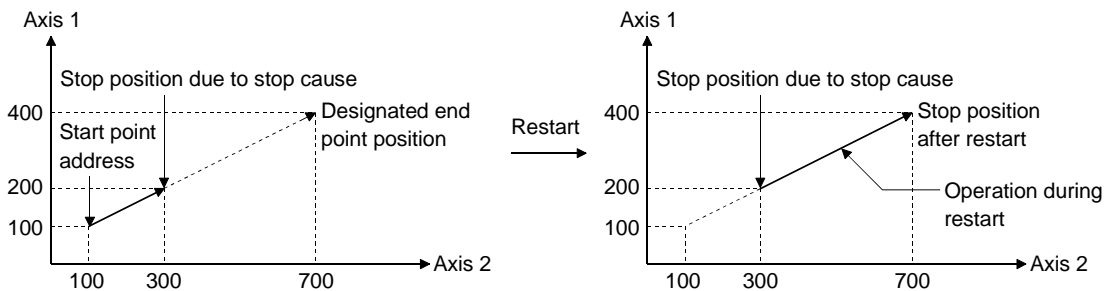 Axis 1
Stop position due to stop cause
400
Designated end
point position
Start point
address
200
100
100 300 700
Axis 2
Restart
Axis 1
Stop position due to stop cause
400
Stop position
after restart
200
Operation during
restart
100
100 300 700
Axis 2